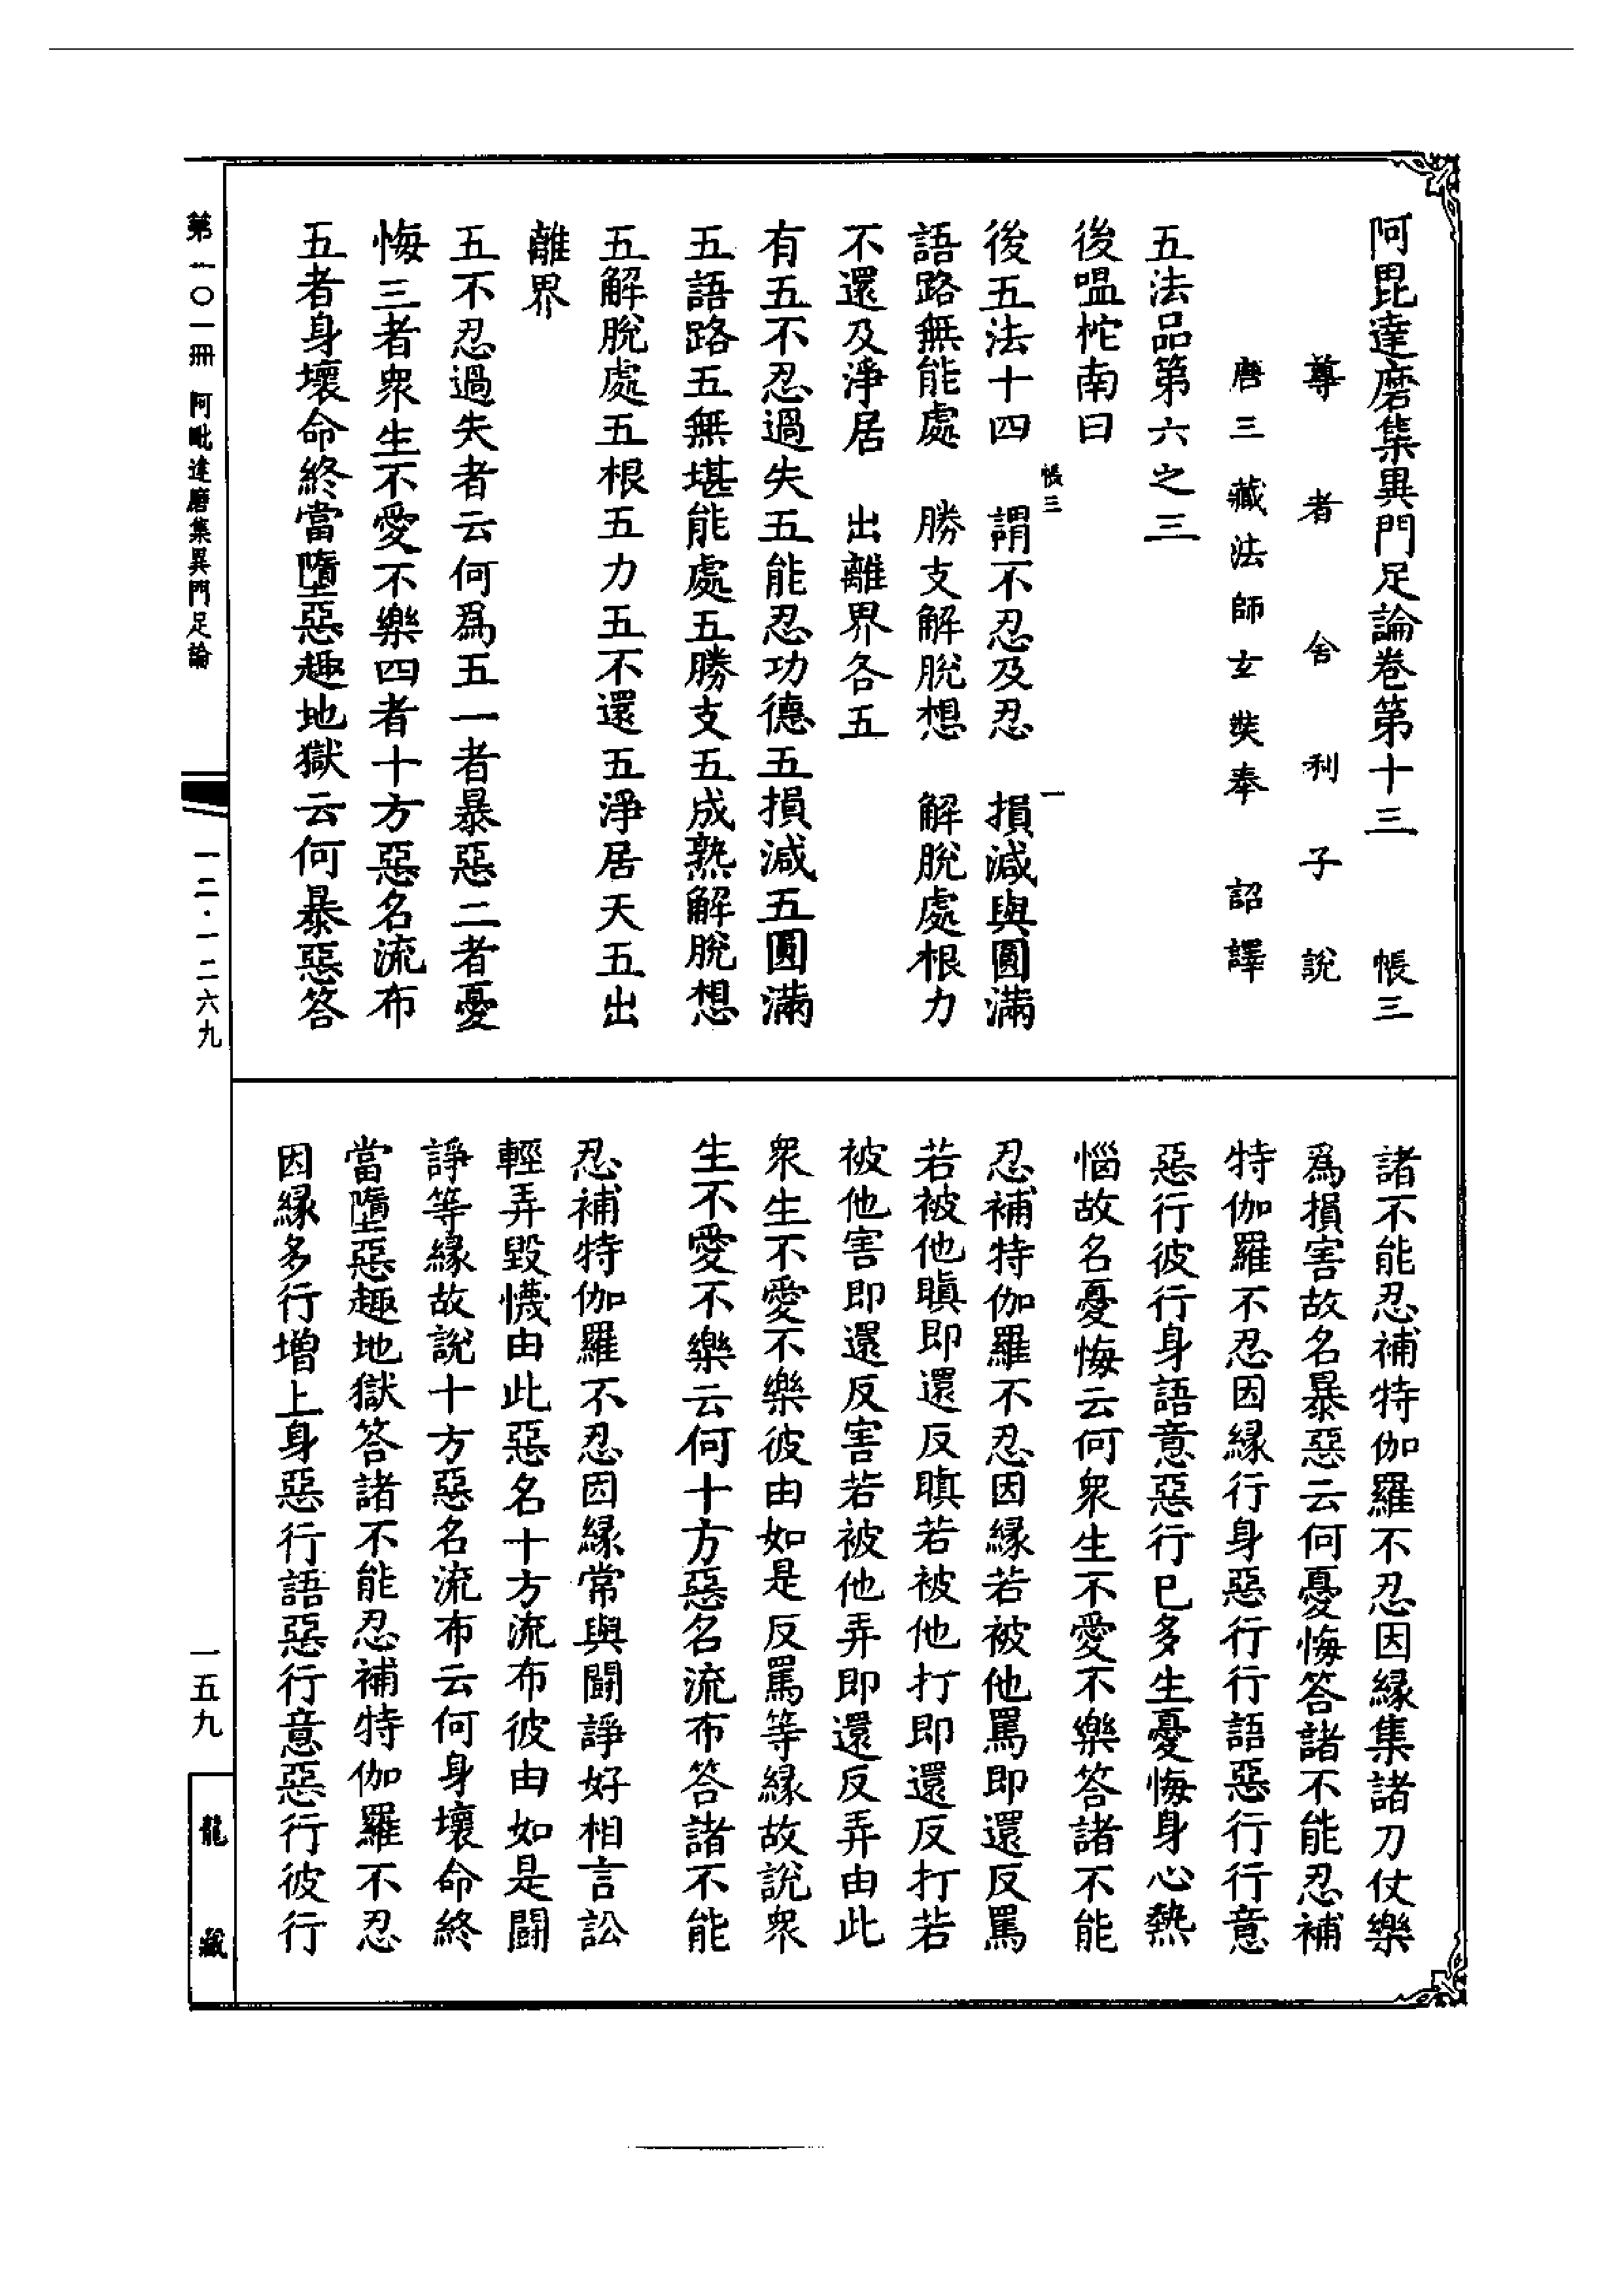 阿毘達磨集異門足論卷第十三　帳三
尊者舍利子說
唐三藏法師玄奘奉　詔譯
五法品第六之三
後嗢柁南曰
帳三　一
後五法十四　謂不忍及忍　損減與圓滿
語路無能處　勝支解脫想　解脫處根力
不還及淨居　出離界各五
有五不忍過失五能忍功德五損減五圓滿
五語路五無堪能處五勝支五成熟解脫想
五解脫處五根五力五不還五淨居天五出
離界
五不忍過失者云何爲五一者暴惡二者憂
悔三者衆生不愛不樂四者十方惡名流布
五者身壞命終當墮惡趣地獄云何暴惡答
諸不能忍補特伽羅不忍因緣集諸刀仗樂
爲損害故名暴惡云何憂悔答諸不能忍補
特伽羅不忍因緣行身惡行行語惡行行意
惡行彼行身語意惡行已多生憂悔身心熱
惱故名憂悔云何衆生不愛不樂答諸不能
忍補特伽羅不忍因緣若被他罵即還反罵
若被他瞋即還反瞋若被他打即還反打若
被他害即還反害若被他弄即還反弄由此
衆生不愛不樂彼由如是反罵等緣故說衆
生不愛不樂云何十方惡名流布答諸不能
忍補特伽羅不忍因緣常與鬬諍好相言訟
輕弄毀懱由此惡名十方流布彼由如是鬬
諍等緣故說十方惡名流布云何身壞命終
當墮惡趣地獄答諸不能忍補特伽羅不忍
因緣多行增上身惡行語惡行意惡行彼行
第一〇一冊　阿毗達磨集異門足論
一二·一二六九
一五九
龍藏